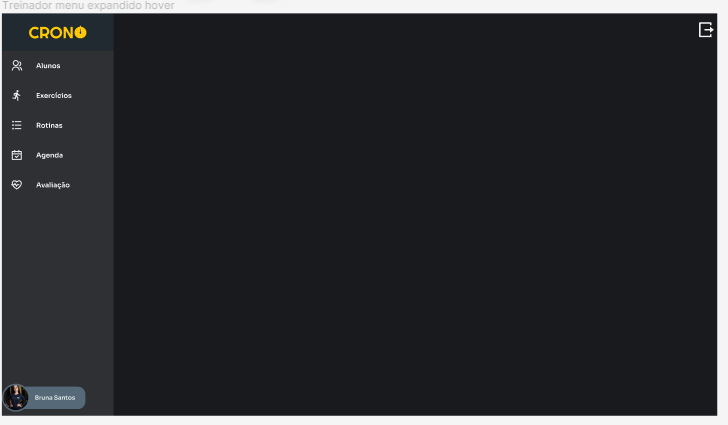 Treinador menu expandido hover
CRONO
Alunos
Exercícios
Rotinas
Agenda
Avaliação
Bruna Santos